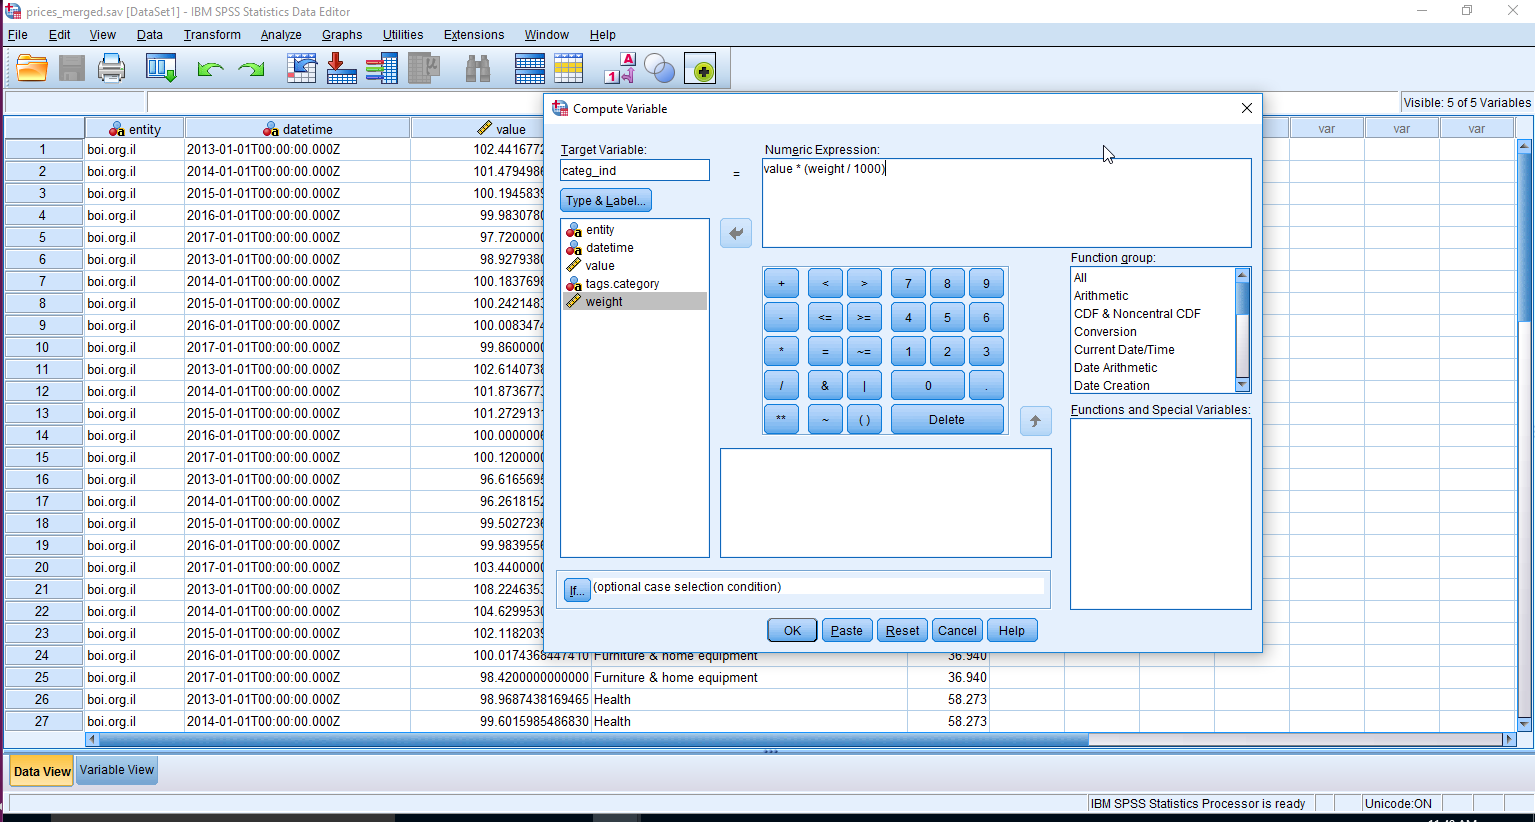 prices_merged.sav [DataSet1] - IBM SPSS Statistics Data Editor
File Edit View Data Transform Analyze Graphs Utilities Extensions Window Help
Visible: 5 of 5 Variables
entity datetime value var var var
1 boi.org.il 2013-01-01T00:00:00.000Z 102.4416772
2 boi.org.il 2014-01-01T00:00:00.000Z 101.4794986
3 boi.org.il 2015-01-01T00:00:00.000Z 100.1945839
4 boi.org.il 2016-01-01T00:00:00.000Z 99.9830780
5 boi.org.il 2017-01-01T00:00:00.000Z 97.7200000
6 boi.org.il 2013-01-01T00:00:00.000Z 98.9279380
7 boi.org.il 2014-01-01T00:00:00.000Z 100.1837698
8 boi.org.il 2015-01-01T00:00:00.000Z 100.2421483
9 boi.org.il 2016-01-01T00:00:00.000Z 100.0083474
10 boi.org.il 2017-01-01T00:00:00.000Z 99.8600000
11 boi.org.il 2013-01-01T00:00:00.000Z 102.6140738
12 boi.org.il 2014-01-01T00:00:00.000Z 101.8736773
13 boi.org.il 2015-01-01T00:00:00.000Z
14 boi.org.il 2016-01-01T00:00:00.000Z 100.0000006
15 boi.org.il 2017-01-01T00:00:00.000Z 100.1200000
16 boi.org.il 2013-01-01T00:00:00.000Z 96.6165695
17 boi.org.il 2014-01-01T00:00:00.000Z 96.2618152
18 boi.org.il 2015-01-01T00:00:00.000Z 99.5027236
19 boi.org.il 2016-01-01T00:00:00.000Z 99.9839556
20 boi.org.il 2017-01-01T00:00:00.000Z 103.4400000
21 boi.org.il 2013-01-01T00:00:00.000Z 108.2246353
22 boi.org.il 2014-01-01T00:00:00.000Z 104.6299530
23 boi.org.il 2015-01-01T00:00:00.000Z 102.1182039
24 boi.org.il 2016-01-01T00:00:00.000Z 100.0174368447410 Furniture & home equipment 36.940
25 boi.org.il 2017-01-01T00:00:00.000Z 98.4200000000000 Furniture & home equipment 36.940
26 boi.org.il 2013-01-01T00:00:00.000Z 98.9687438169465 Health 58.273
27 boi.org.il 2014-01-01T00:00:00.000Z 99.6015985486830 Health 58.273
Compute Variable
Target Variable:
categ_ind
=
Numeric Expression:
value * (weight / 1000)
Type & Label...
entity
datetime
value
tags.category
weight
+ < > 7 8 9
- <= >= 4 5 6
* = ~= 1 2 3
/ & | 0 .
** ~ ( ) Delete
Function group:
All
Arithmetic
CDF & Noncentral CDF
Conversion
Current Date/Time
Date Arithmetic
Date Creation
Functions and Special Variables:
If... (optional case selection condition)
OK Paste Reset Cancel Help
Data View Variable View
IBM SPSS Statistics Processor is ready Unicode:ON